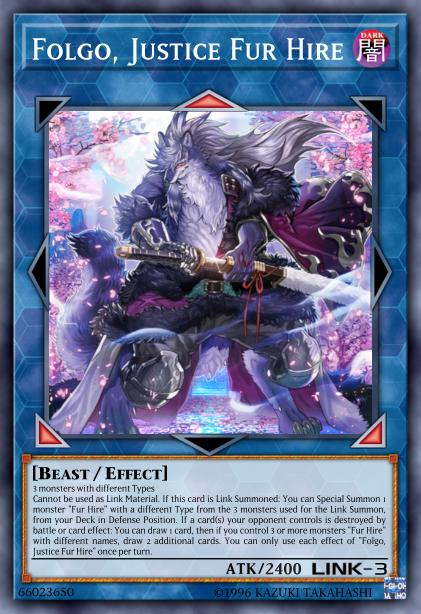 FOLGO, JUSTICE FUR HIRE
DARK
闇
[BEAST / EFFECT]
3 monsters with different Types
Cannot be used as Link Material. If this card is Link Summoned: You can Special Summon 1
monster "Fur Hire" with a different Type from the 3 monsters used for the Link Summon,
from your Deck in Defense Position. If a card(s) your opponent controls is destroyed
by battle or card effect: You can draw 1 card, then if you control 3 or more monsters "Fur Hire"
with different names, draw 2 additional cards. You can only use each effect of "Folgo,
Justice Fur Hire" once per turn.
ATK/2400 LINK-3
66023650
©1996 KAZUKI TAKAHASHI